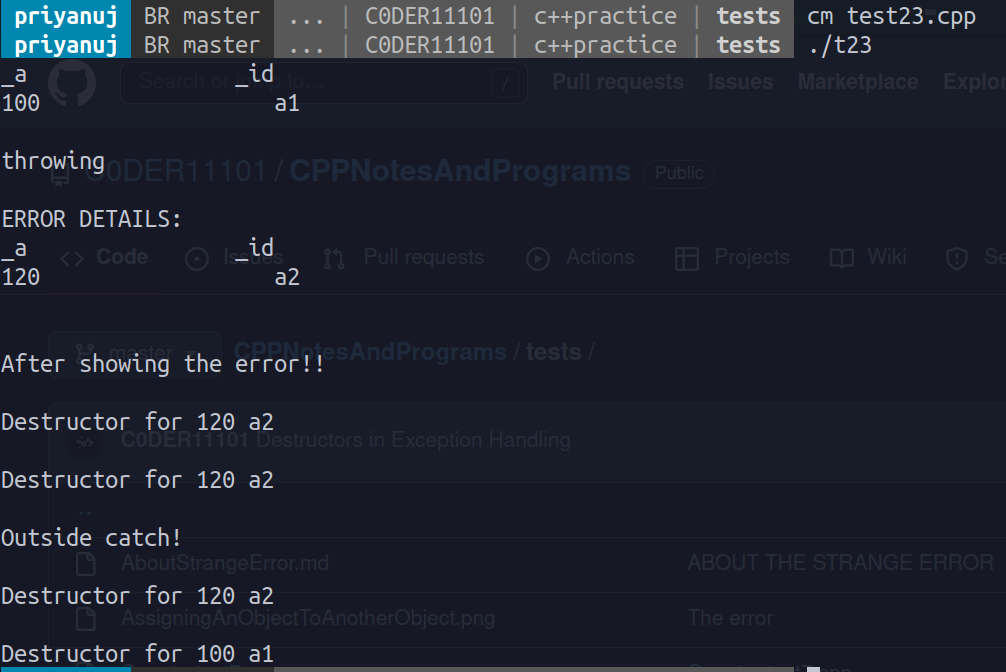 priyanuj BR master ... | C0DER11101 | c++practice | tests cm test23.cpp
priyanuj BR master ... | C0DER11101 | c++practice | tests ./t23
_a _id
Search or jump to... / Pull requests Issues Marketplace Explor
100 a1
throwing
C0DER11101 / CPPNotesAndPrograms Public
ERROR DETAILS:
_a _id
Code Issues Pull requests Actions Projects Wiki Se
120 a2
master CPPNotesAndPrograms / tests /
After showing the error!!
Destructor for 120 a2
C0DER11101 Destructors in Exception Handling
Destructor for 120 a2
..
Outside catch!
AboutStrangeError.md ABOUT THE STRANGE ERROR
Destructor for 120 a2
AssigningAnObjectToAnotherObject.png The error
Destructor for 100 a1